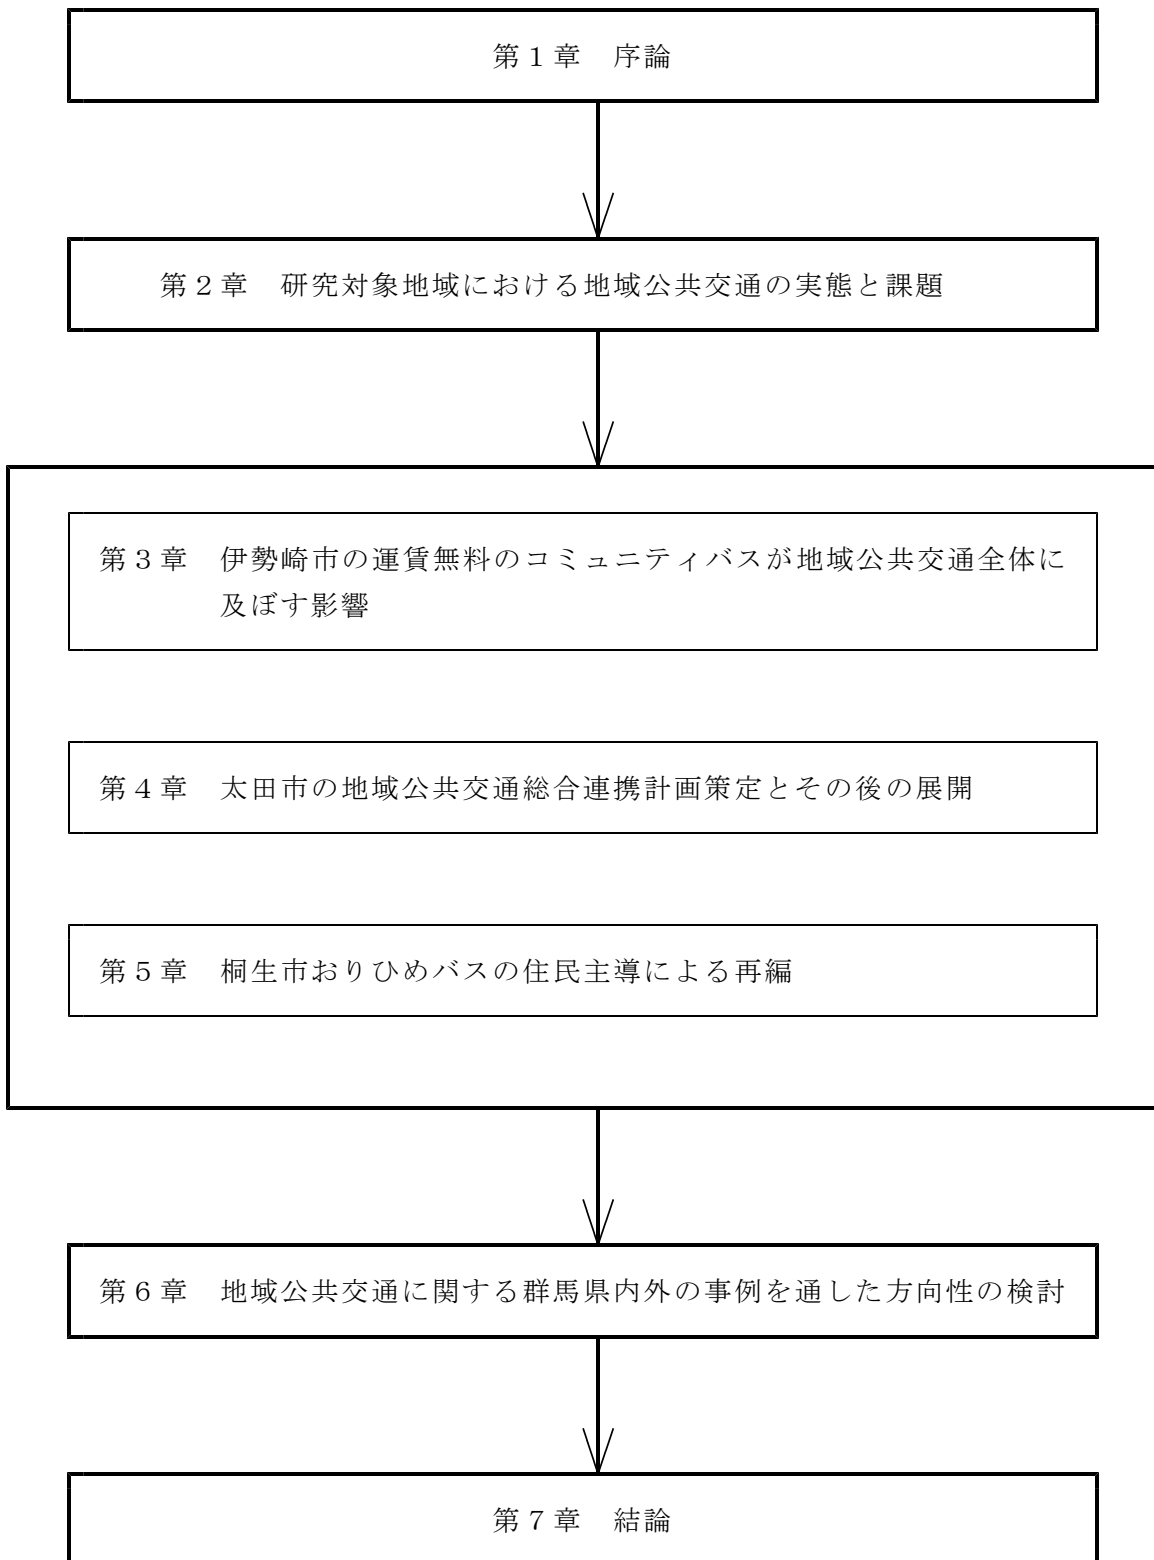 第１章　序論
第２章　研究対象地域における地域公共交通の実態と課題
第３章　伊勢崎市の運賃無料のコミュニティバスが地域公共交通全体に
及ぼす影響
第４章　太田市の地域公共交通総合連携計画策定とその後の展開
第５章　桐生市おりひめバスの住民主導による再編
第６章　地域公共交通に関する群馬県内外の事例を通した方向性の検討
第７章　結論